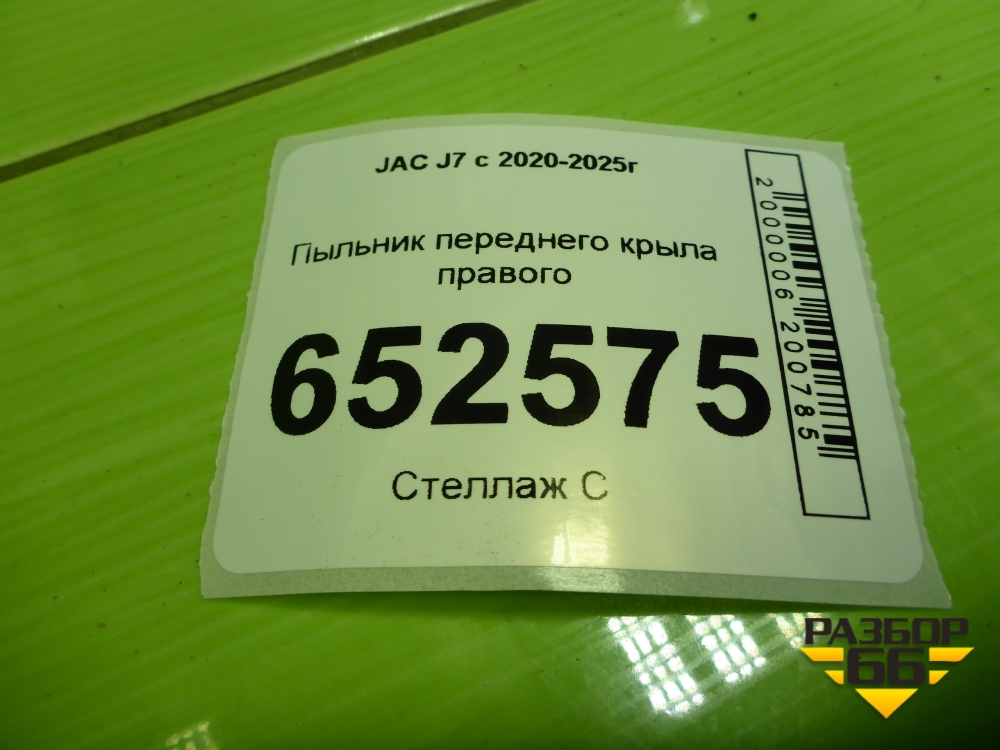 JAC J7 с 2020-2025г
Пыльник переднего крыла
правого
652575
Стеллаж С
2000006200785
РАЗБОР
66